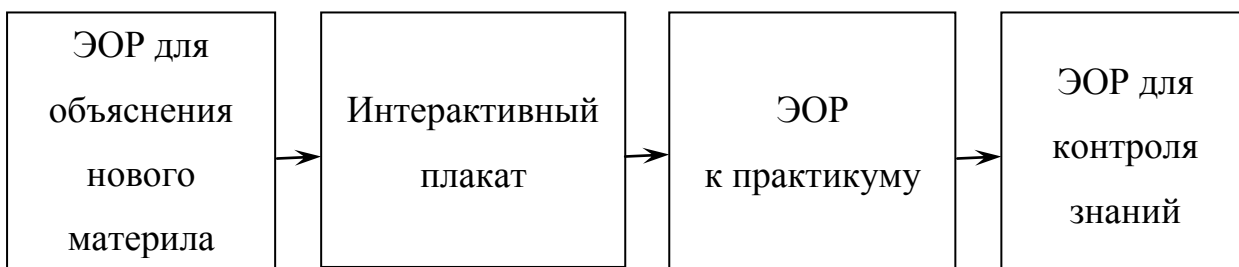 ЭОР для
объяснения
нового
материла
Интерактивный
плакат
ЭОР
к практикуму
ЭОР для
контроля
знаний